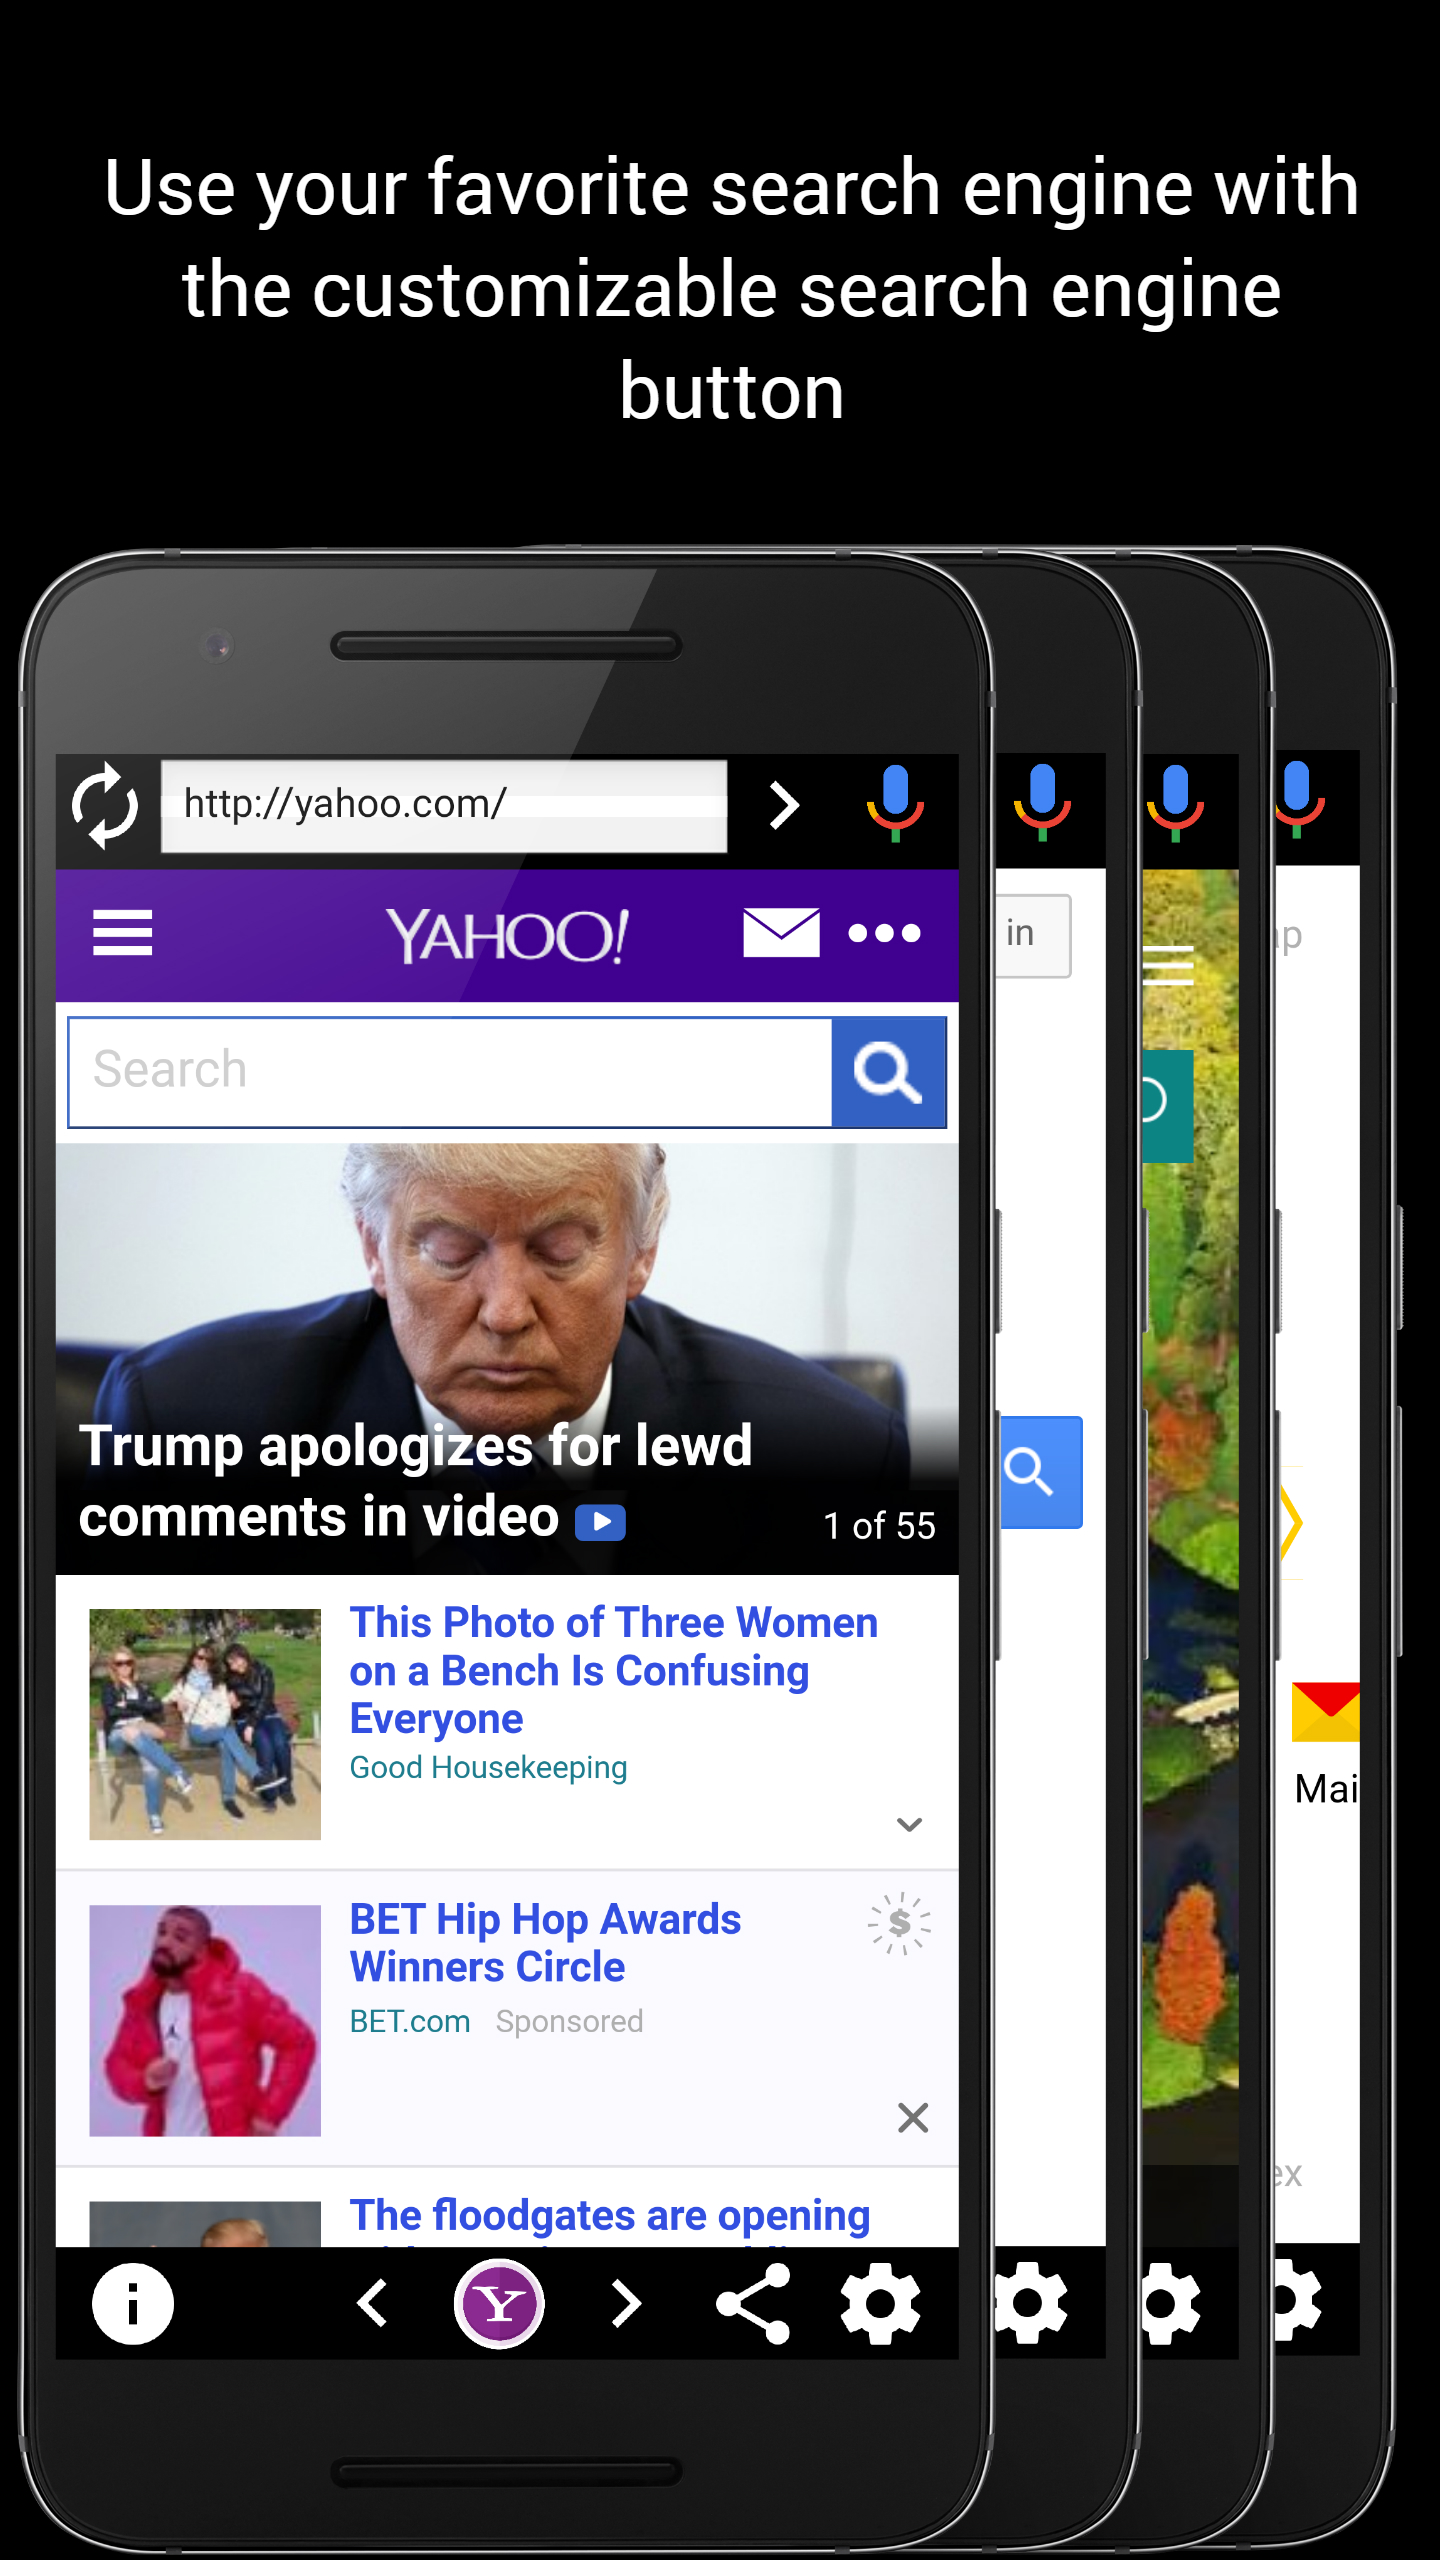 Use your favorite search engine with
the customizable search engine
button
http://yahoo.com/
YAHOO!
in
Search
Trump apologizes for lewd
comments in video
1 of 55
This Photo of Three Women
on a Bench Is Confusing
Everyone
Good Housekeeping
Mai
BET Hip Hop Awards
Winners Circle
BET.com Sponsored
$
ex
The floodgates are opening
i
Y